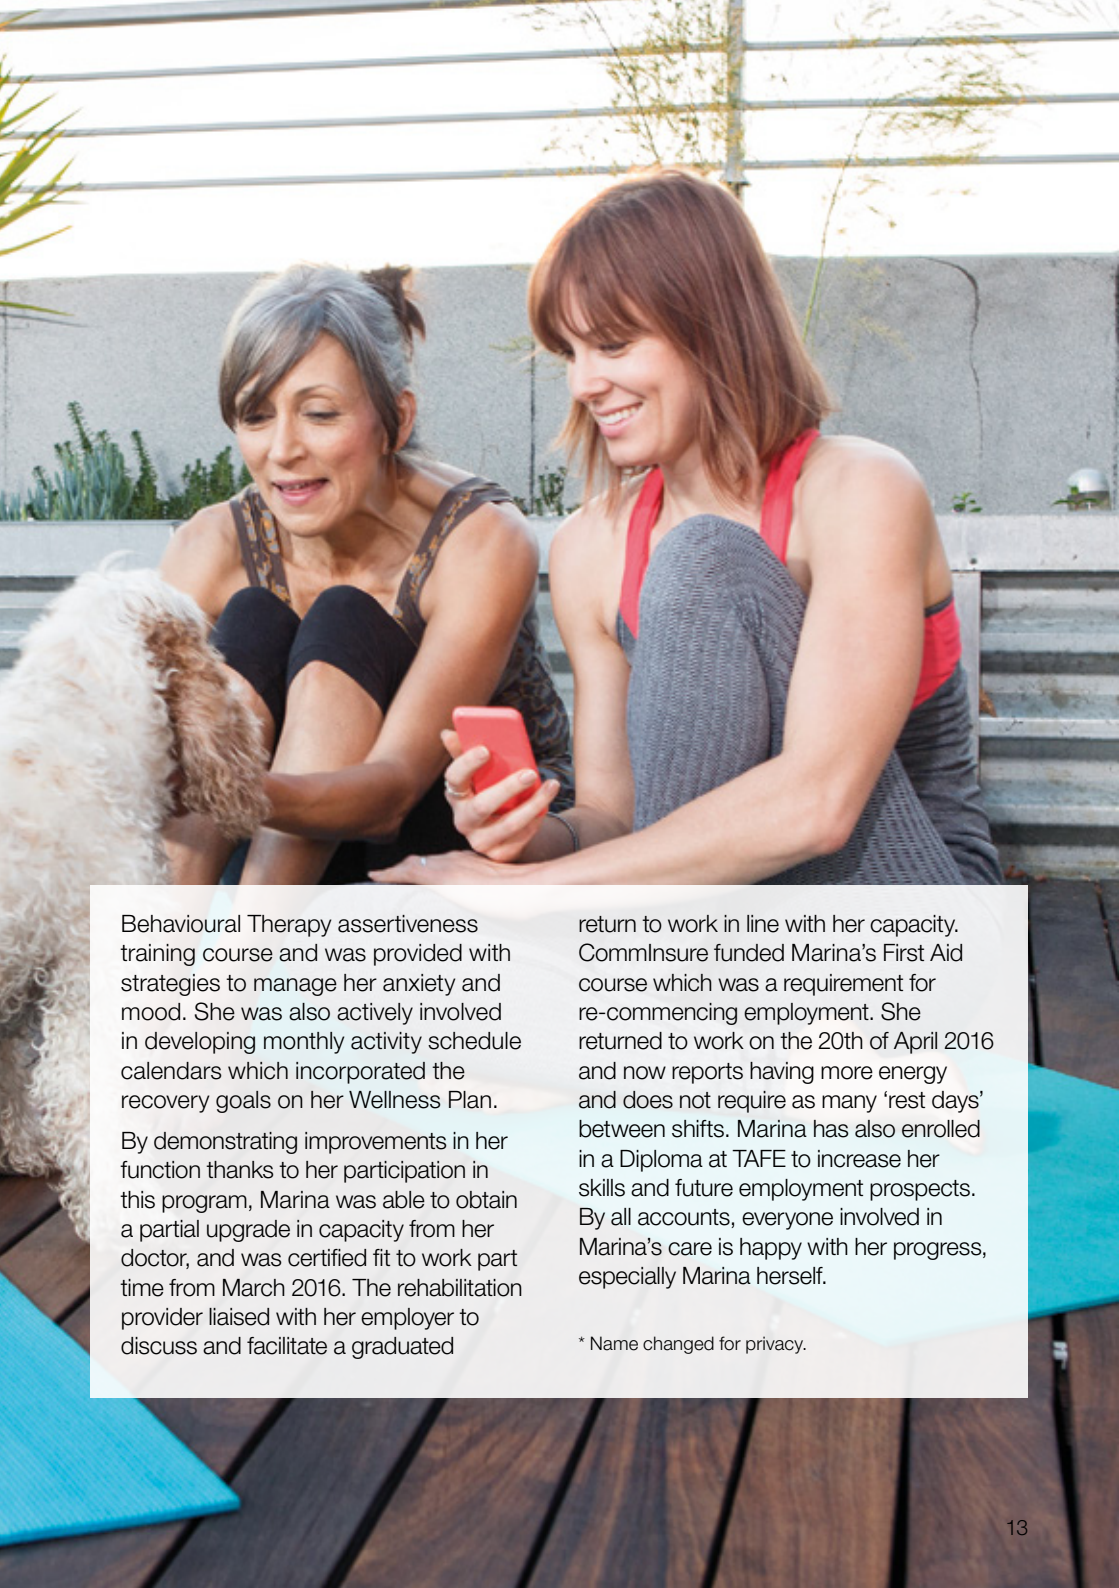 Behavioural Therapy assertiveness
training course and was provided with
strategies to manage her anxiety and
mood. She was also actively involved
in developing monthly activity schedule
calendars which incorporated the
recovery goals on her Wellness Plan.
By demonstrating improvements in her
function thanks to her participation in
this program, Marina was able to obtain
a partial upgrade in capacity from her
doctor, and was certified fit to work part
time from March 2016. The rehabilitation
provider liaised with her employer to
discuss and facilitate a graduated
return to work in line with her capacity.
CommInsure funded Marina’s First Aid
course which was a requirement for
re-commencing employment. She
returned to work on the 20th of April 2016
and now reports having more energy
and does not require as many ‘rest days’
between shifts. Marina has also enrolled
in a Diploma at TAFE to increase her
skills and future employment prospects.
By all accounts, everyone involved in
Marina’s care is happy with her progress,
especially Marina herself.
* Name changed for privacy.
13